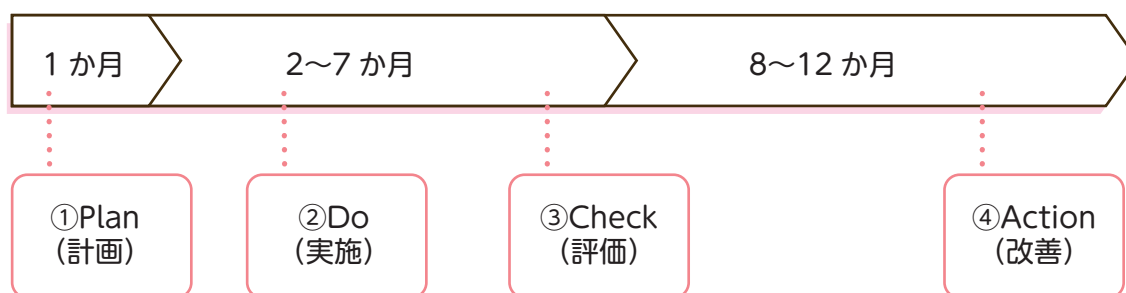 1 か月
2〜7 か月
8〜12 か月
①Plan
(計画)
②Do
(実施)
③Check
(評価)
④Action
(改善)